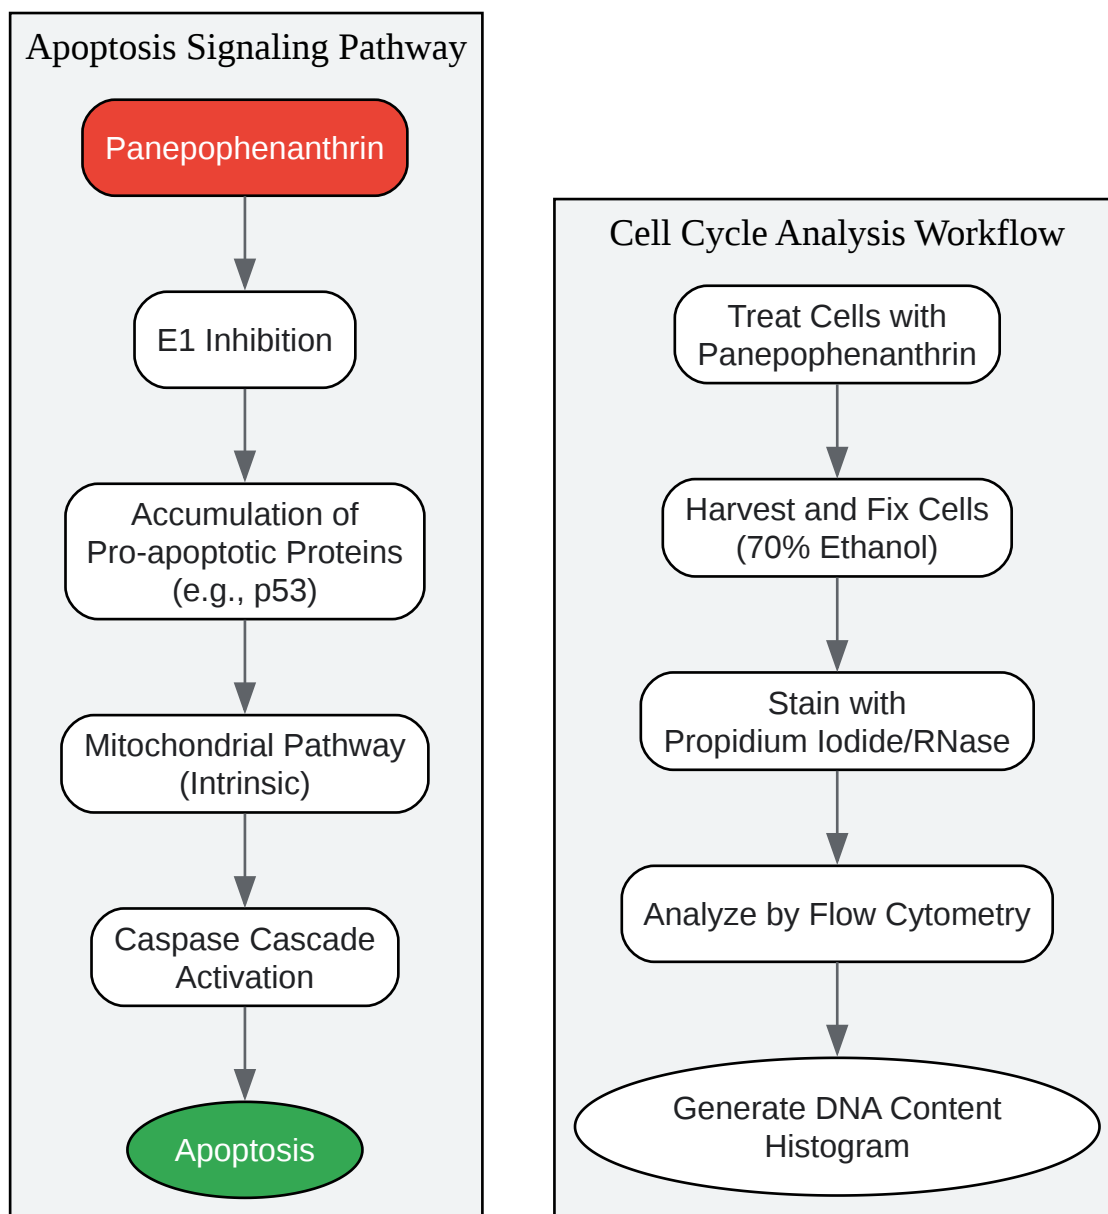 Apoptosis Signaling Pathway
Panepophenanthrin
E1 Inhibition
Accumulation of
Pro-apoptotic Proteins
(e.g., p53)
Mitochondrial Pathway
(Intrinsic)
Caspase Cascade
Activation
Apoptosis
Cell Cycle Analysis Workflow
Treat Cells with
Panepophenanthrin
Harvest and Fix Cells
(70% Ethanol)
Stain with
Propidium Iodide/RNase
Analyze by Flow Cytometry
Generate DNA Content
Histogram